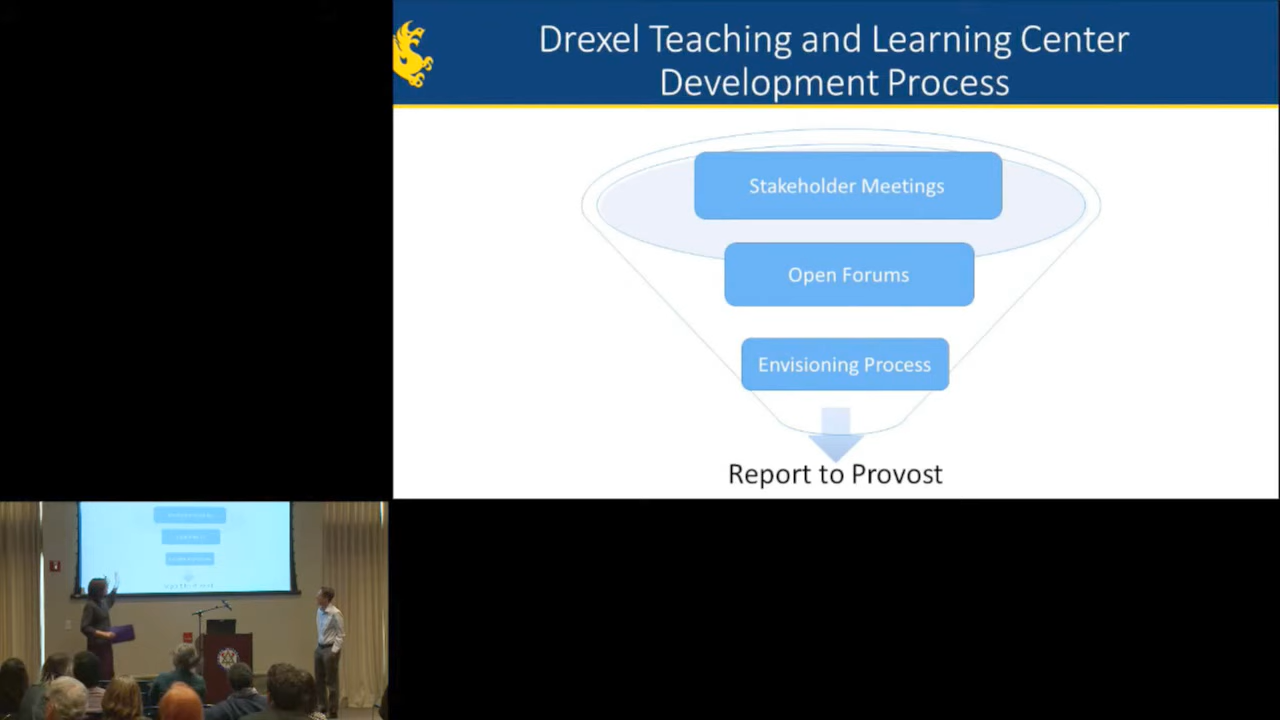 Drexel Teaching and Learning Center
Development Process
Stakeholder Meetings
Open Forums
Envisioning Process
Report to Provost